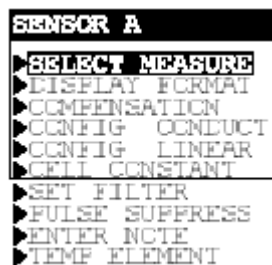 SENSOR A
SELECT MEASURE
DISPLAY FORMAT
COMPENSATION
CONFIG CONDUCT
CONFIG LINEAR
CELL CONSTANT
SET FILTER
PULSE SUPPRESS
ENTER NOTE
TEMP ELEMENT